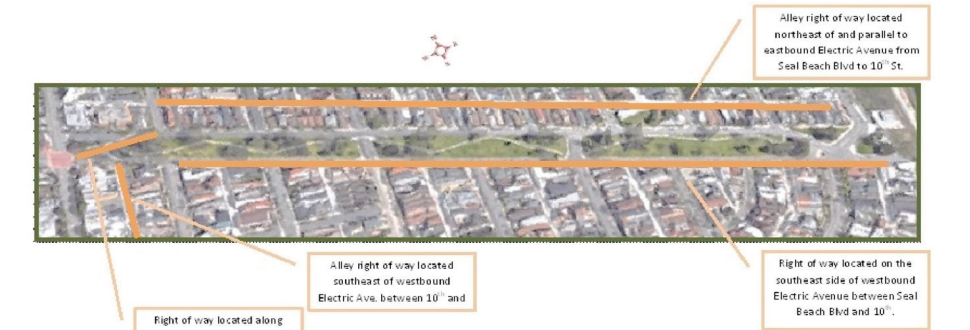 Alley right of way located
northeast of and parallel to
eastbound Electric Avenue from
Seal Beach Blvd to 10th St.
Alley right of way located
southeast of westbound
Electric Ave. between 10th and
Right of way located on the
southeast side of westbound
Electric Avenue between Seal
Beach Blvd and 10th.
Right of way located along